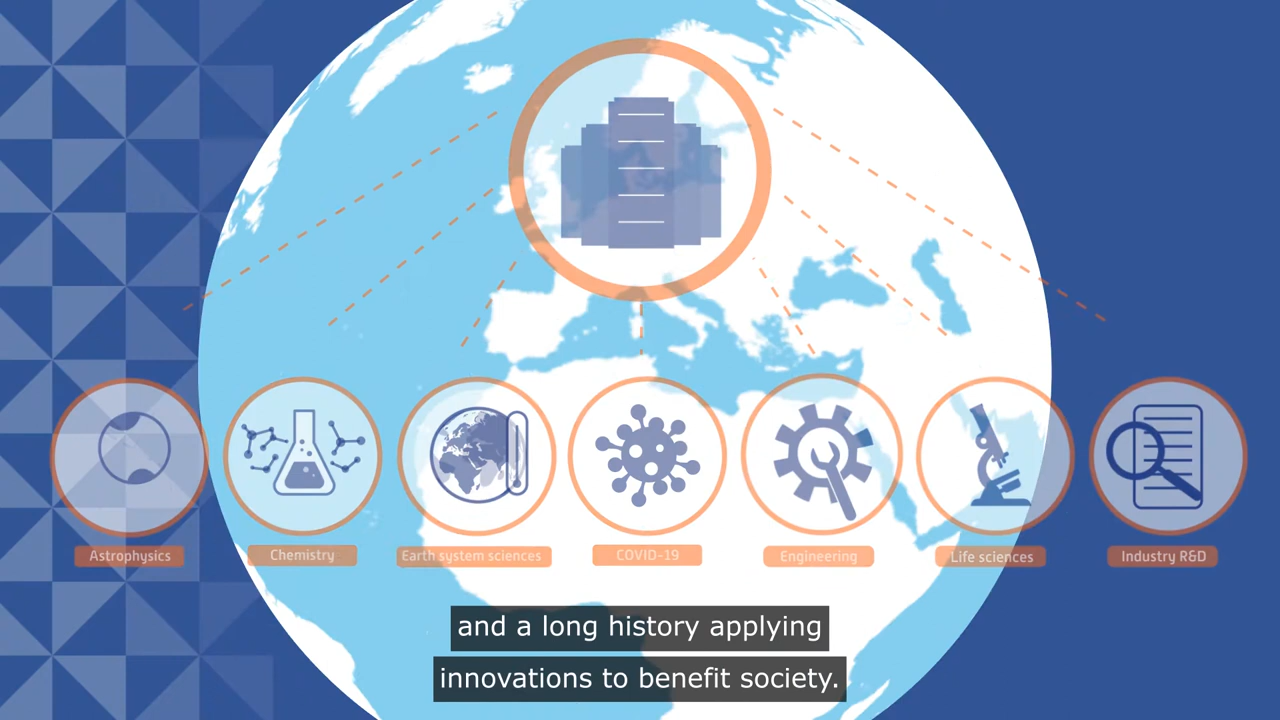 Astrophysics
Chemistry
Earth system sciences
COVID-19
Engineering
Life sciences
Industry R&D
and a long history applying
innovations to benefit society.